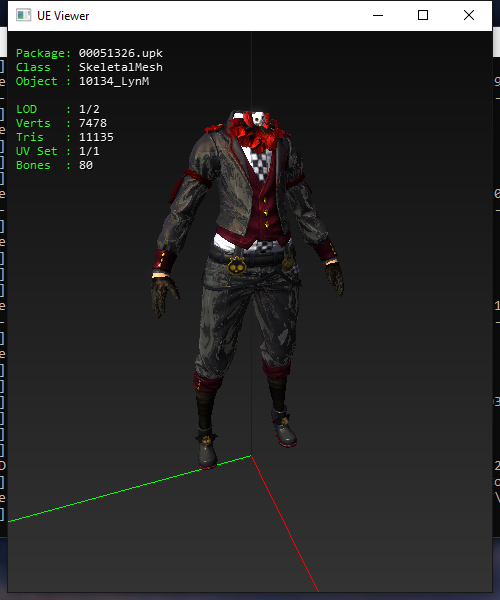 UE Viewer
Package: 00051326.upk
Class : SkeletalMesh
Object : 10134_LynM
LOD : 1/2
Verts : 7478
Tris : 11135
UV Set : 1/1
Bones : 80